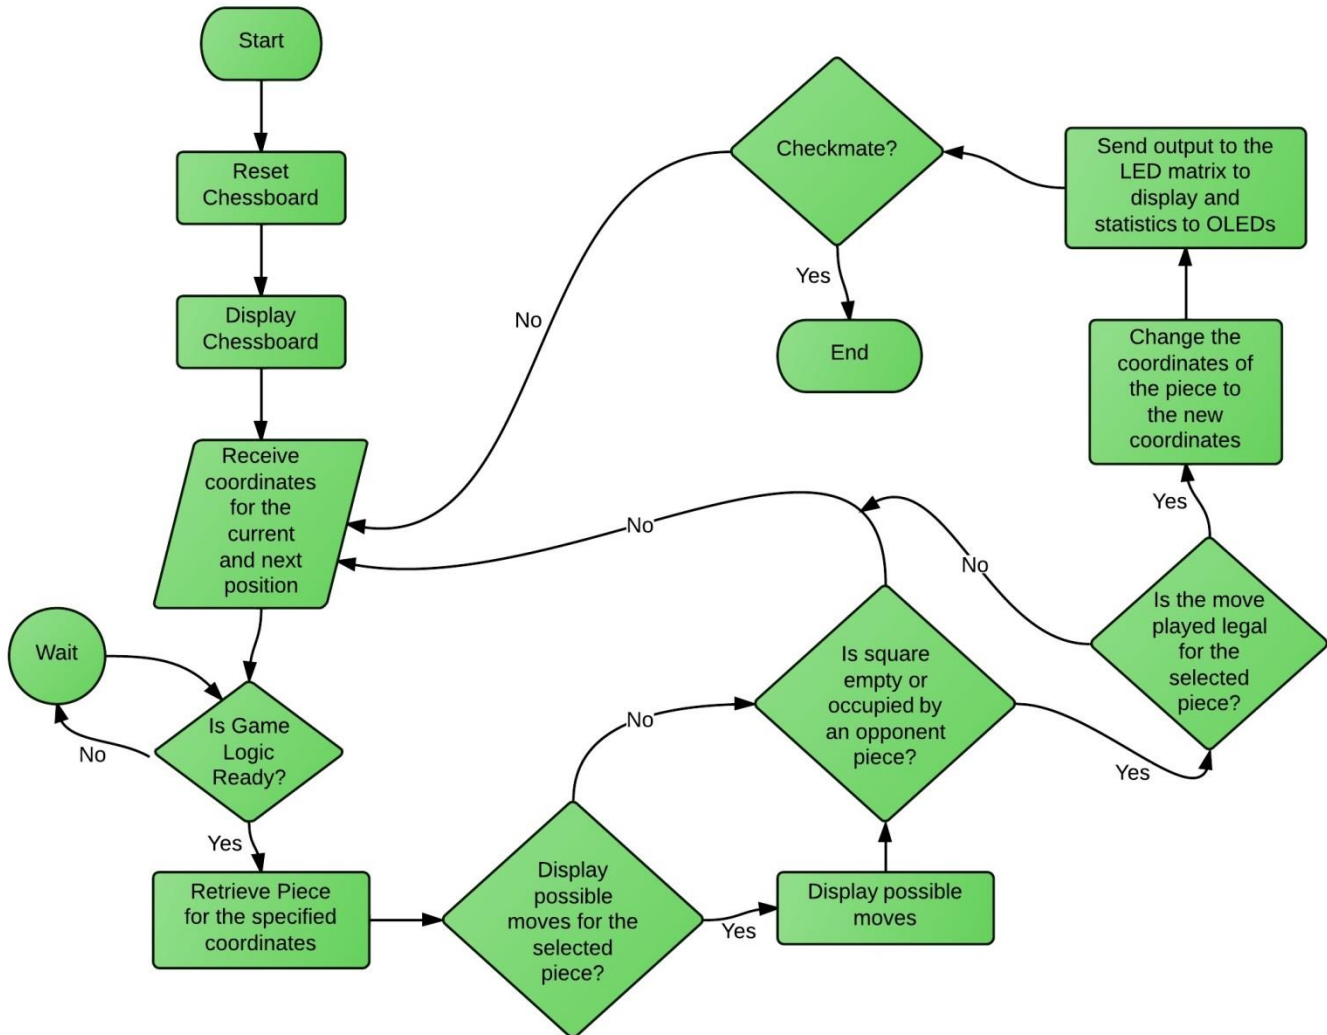 Start
Reset
Chessboard
Display
Chessboard
Receive
coordinates
for the
current
and next
position
Wait
No
Is Game
Logic
Ready?
Yes
Retrieve Piece
for the specified
coordinates
Display
possible
moves for the
selected
piece?
No
Yes
Display possible
moves
Is square
empty or
occupied by
an opponent
piece?
No
Yes
Is the move
played legal
for the
selected
piece?
No
Yes
Change the
coordinates of
the piece to
the new
coordinates
Send output to the
LED matrix to
display and
statistics to OLEDs
Checkmate?
No
Yes
End